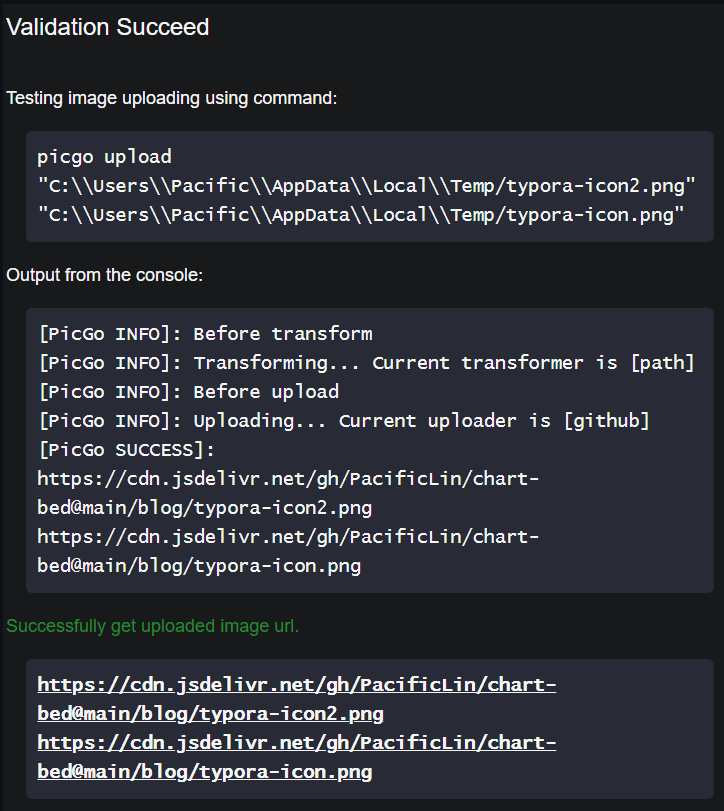 Validation Succeed
Testing image uploading using command:
picgo upload
"C:\\Users\\Pacific\\AppData\\Local\\Temp/typora-icon2.png"
"C:\\Users\\Pacific\\AppData\\Local\\Temp/typora-icon.png"
Output from the console:
[PicGo INFO]: Before transform
[PicGo INFO]: Transforming... Current transformer is [path]
[PicGo INFO]: Before upload
[PicGo INFO]: Uploading... Current uploader is [github]
[PicGo SUCCESS]:
https://cdn.jsdelivr.net/gh/PacificLin/chart-
bed@main/blog/typora-icon2.png
https://cdn.jsdelivr.net/gh/PacificLin/chart-
bed@main/blog/typora-icon.png
Successfully get uploaded image url.
https://cdn.jsdelivr.net/gh/PacificLin/chart-
bed@main/blog/typora-icon2.png
https://cdn.jsdelivr.net/gh/PacificLin/chart-
bed@main/blog/typora-icon.png